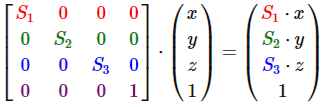 [ S₁ 0 0 0 ] ( x ) ( S₁ · x )
[ 0 S₂ 0 0 ] ( y ) ( S₂ · y )
[ 0 0 S₃ 0 ] · ( z ) = ( S₃ · z )
[ 0 0 0 1 ] ( 1 ) ( 1 )